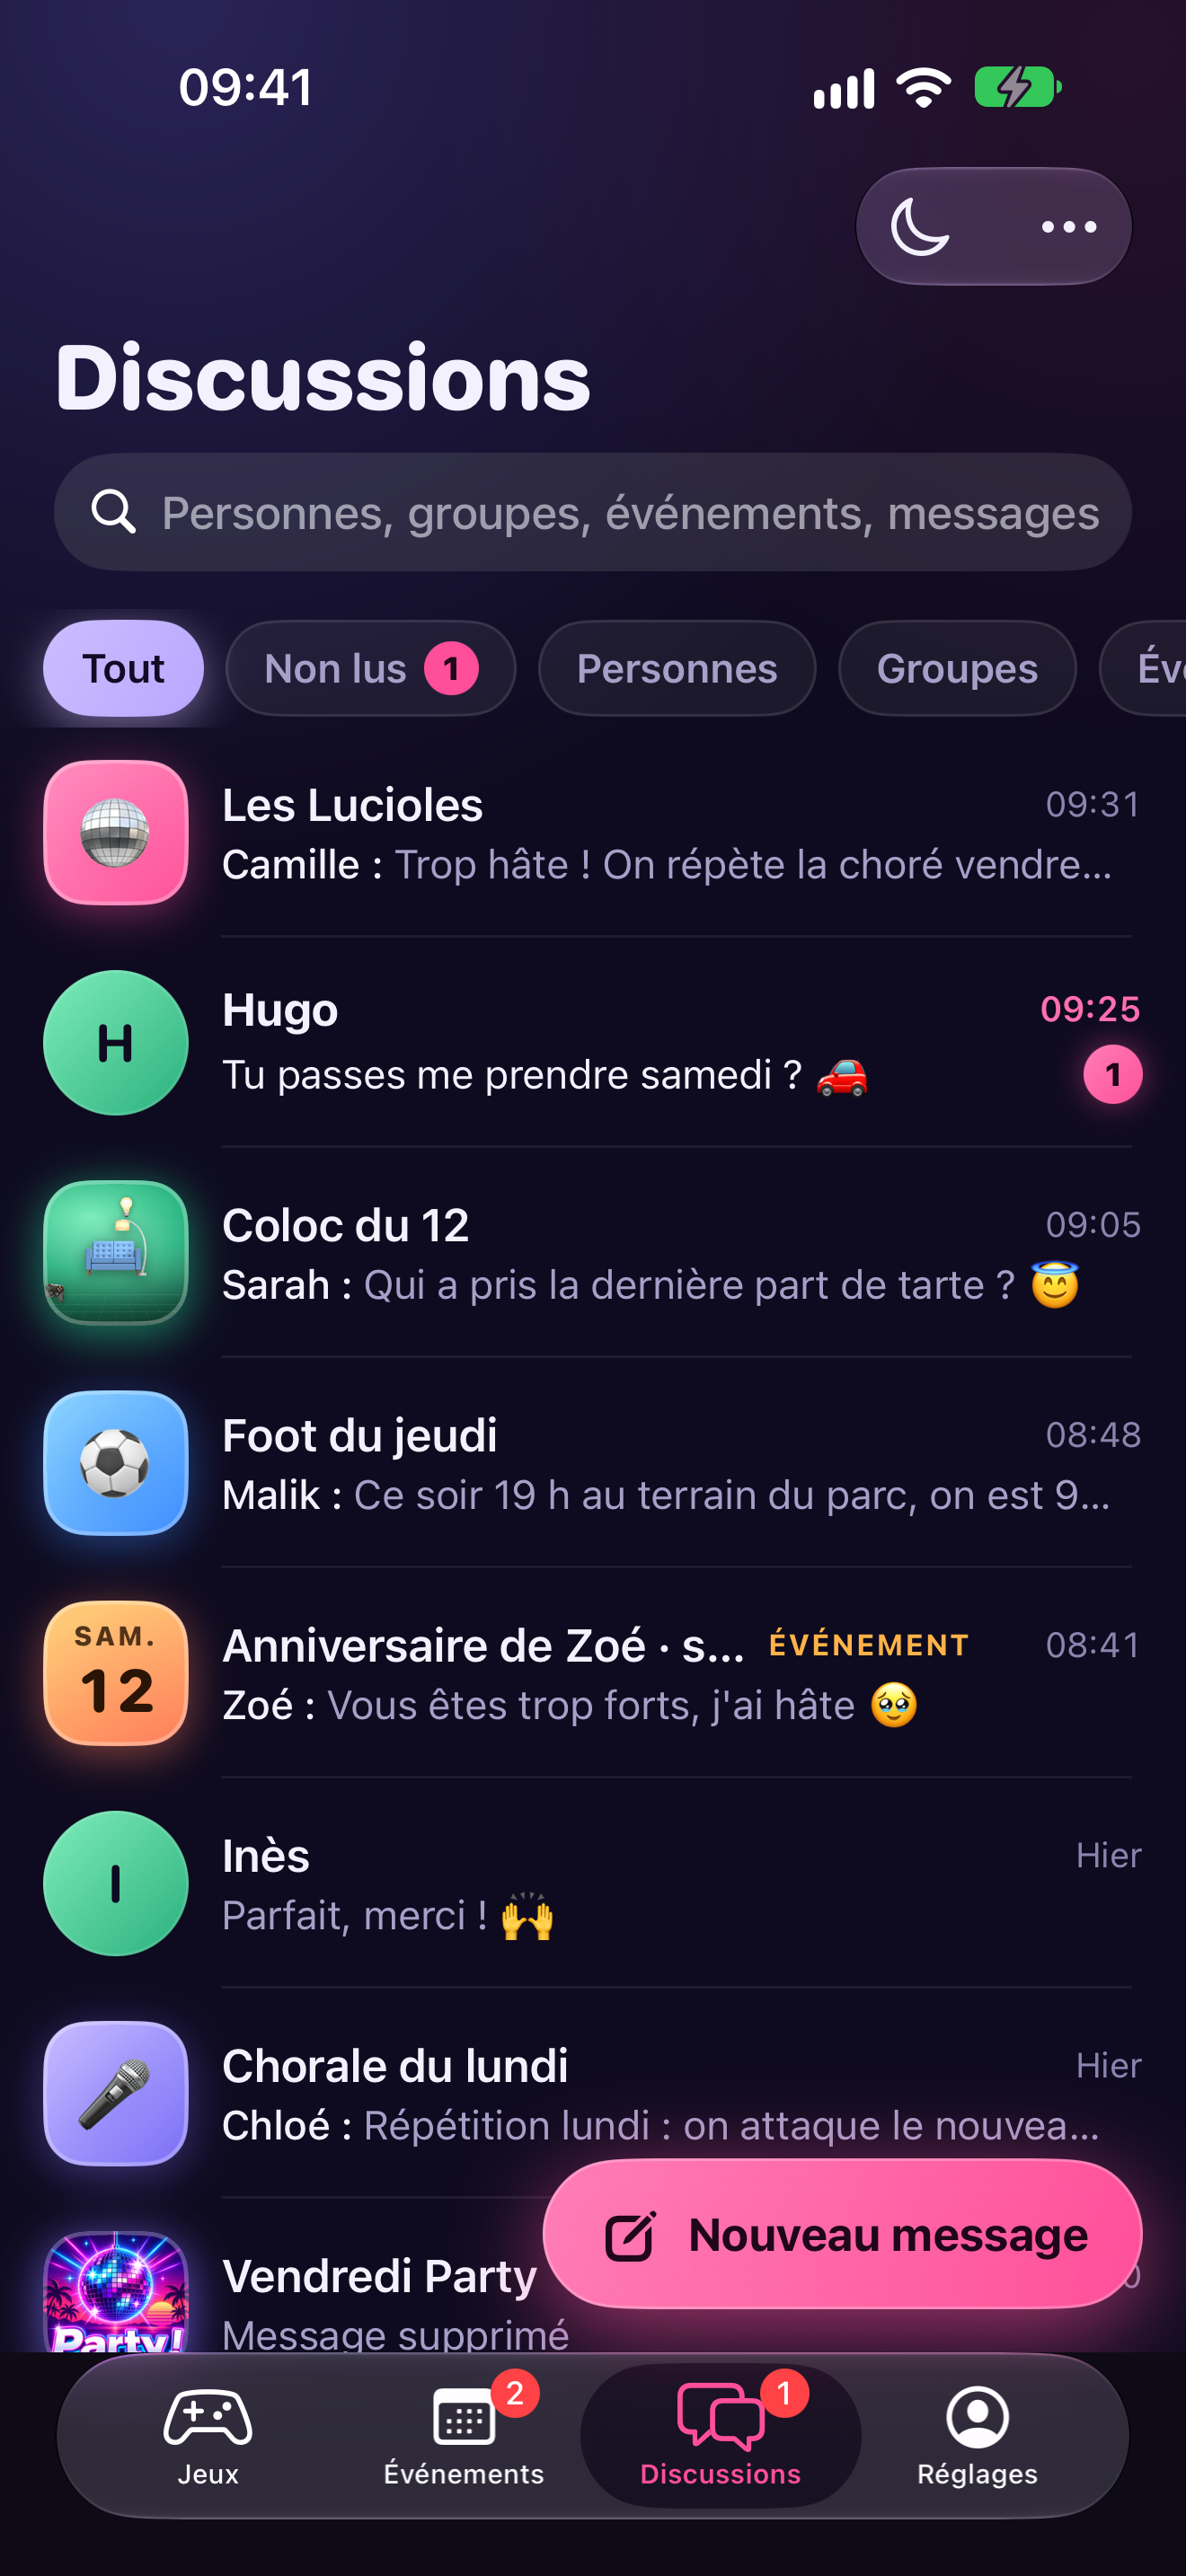 09:41
Discussions
Personnes, groupes, événements, messages
Tout
Non lus 1
Personnes
Groupes
Les Lucioles 09:31
Camille : Trop hâte ! On répète la choré vendre...
H
Hugo 09:25
Tu passes me prendre samedi ? 🚗 1
Coloc du 12 09:05
Sarah : Qui a pris la dernière part de tarte ? 😇
Foot du jeudi 08:48
Malik : Ce soir 19 h au terrain du parc, on est 9...
SAM.
12
Anniversaire de Zoé · s... ÉVÉNEMENT 08:41
Zoé : Vous êtes trop forts, j'ai hâte 🥹
I
Inès Hier
Parfait, merci ! 🙌
Chorale du lundi Hier
Chloé : Répétition lundi : on attaque le nouvea...
Nouveau message
Party!
Vendredi Party
Message supprimé
2
1
Jeux
Événements
Discussions
Réglages